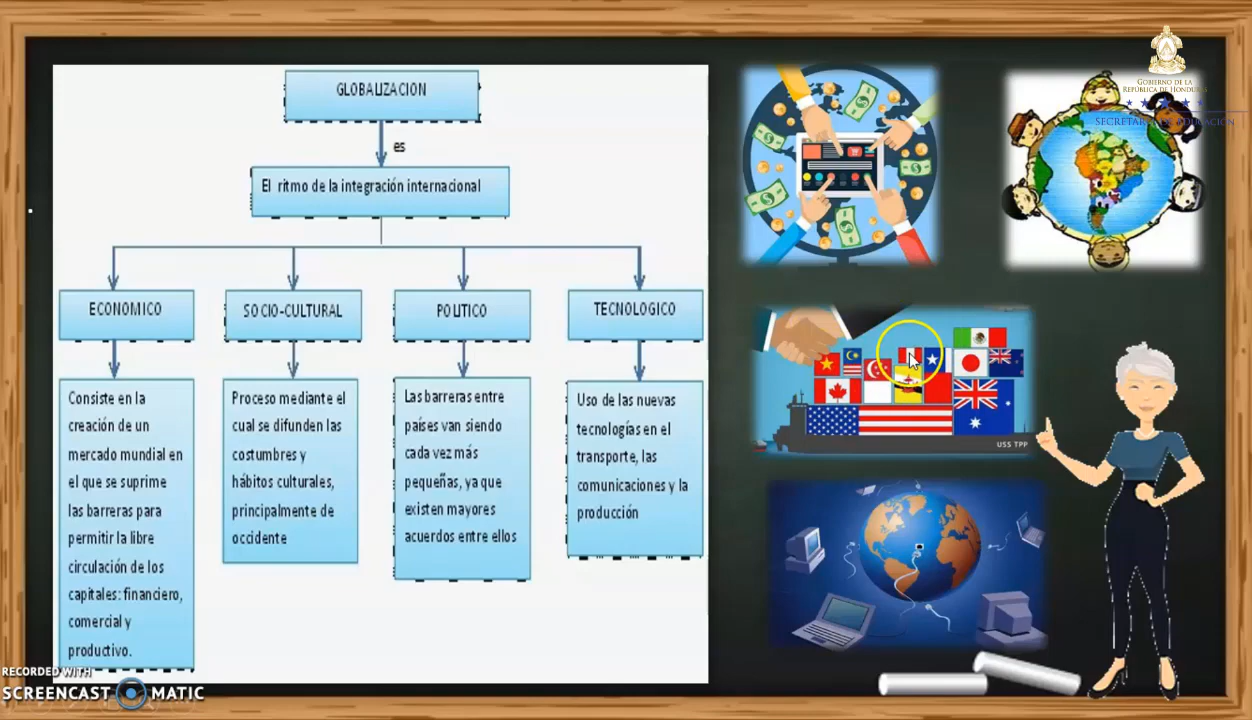 GLOBALIZACION
es
El ritmo de la integración internacional
ECONOMICO
SOCIO-CULTURAL
POLITICO
TECNOLOGICO
Consiste en la
creación de un
mercado mundial en
el que se suprime
las barreras para
permitir la libre
circulación de los
capitales: financiero,
comercial y
productivo.
Proceso mediante el
cual se difunden las
costumbres y
hábitos culturales,
principalmente de
occidente
Las barreras entre
países van siendo
cada vez más
pequeñas, ya que
existen mayores
acuerdos entre ellos
Uso de las nuevas
tecnologías en el
transporte, las
comunicaciones y la
producción
GOBIERNO DE LA
REPÚBLICA DE HONDURAS
SECRETARÍA DE EDUCACIÓN
USS TPP
RECORDED WITH
SCREENCAST MATIC